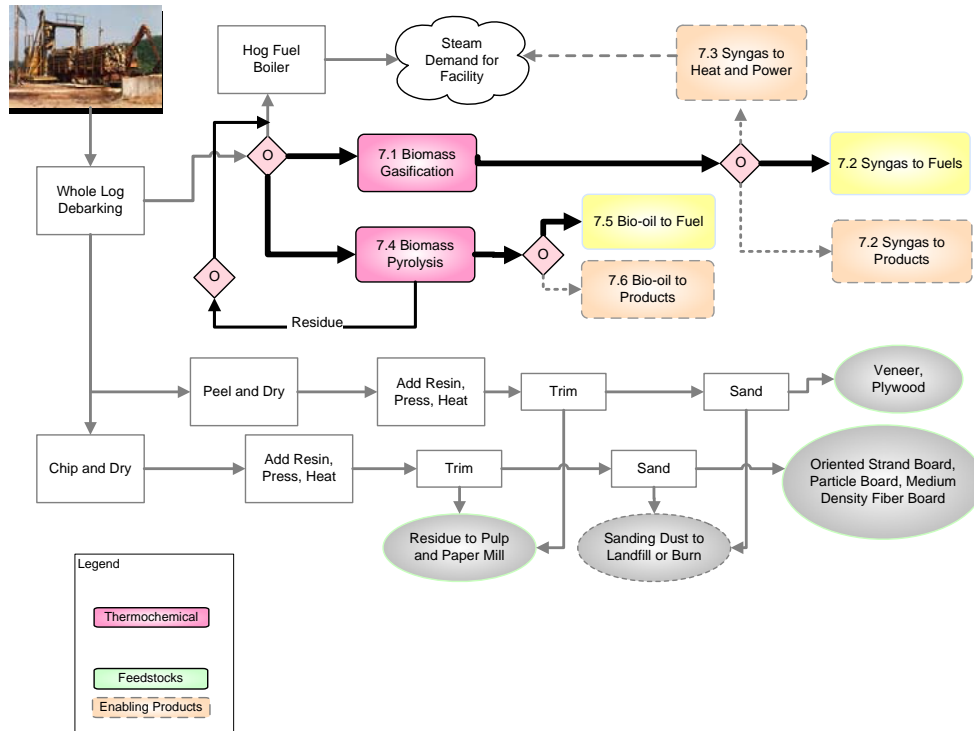 Hog Fuel
Boiler
Steam
Demand for
Facility
7.3 Syngas to
Heat and Power
Whole Log
Debarking
O
7.1 Biomass
Gasification
O
7.2 Syngas to Fuels
7.4 Biomass
Pyrolysis
O
7.5 Bio-oil to Fuel
7.6 Bio-oil to
Products
7.2 Syngas to
Products
O
Residue
Peel and Dry
Add Resin,
Press, Heat
Trim
Sand
Veneer,
Plywood
Chip and Dry
Add Resin,
Press, Heat
Trim
Sand
Oriented Strand Board,
Particle Board, Medium
Density Fiber Board
Residue to Pulp
and Paper Mill
Sanding Dust to
Landfill or Burn
Legend
Thermochemical
Feedstocks
Enabling Products